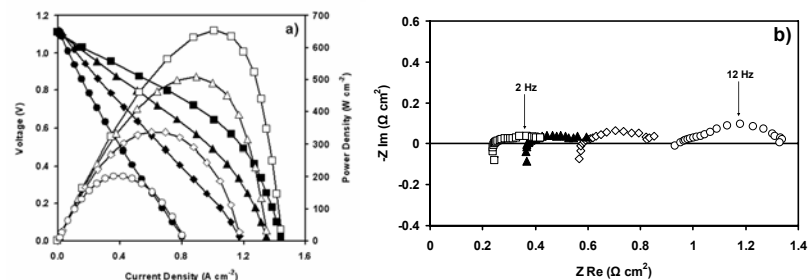 a)
Voltage (V)
1.2
1.0
0.8
0.6
0.4
0.2
0.0
0.0 0.4 0.8 1.2 1.6
Current Density (A cm-2)
700
600
500
400
300
200
100
0
Power Density (W cm-2)
b)
-Z Im (Ω cm2)
0.6
0.4
0.2
0
-0.2
-0.4
0 0.2 0.4 0.6 0.8 1 1.2 1.4
Z Re (Ω cm2)
2 Hz
12 Hz